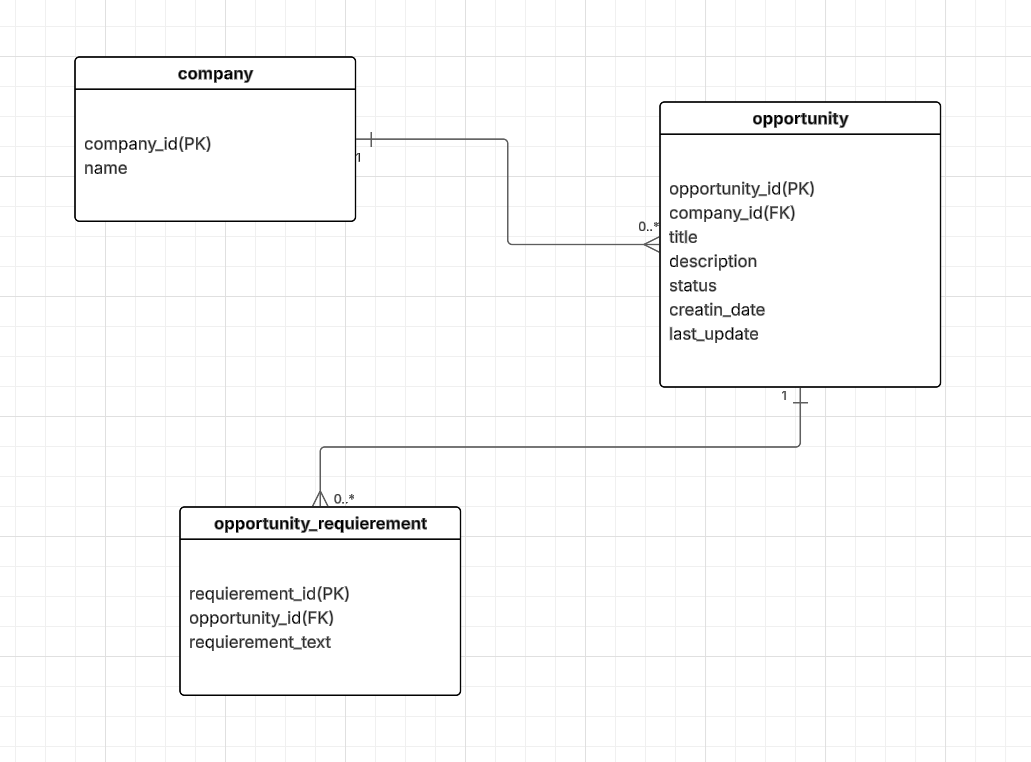 company
company_id(PK)
name
1
opportunity
opportunity_id(PK)
company_id(FK)
0..*
title
description
status
creatin_date
last_update
1
0..*
opportunity_requierement
requierement_id(PK)
opportunity_id(FK)
requierement_text